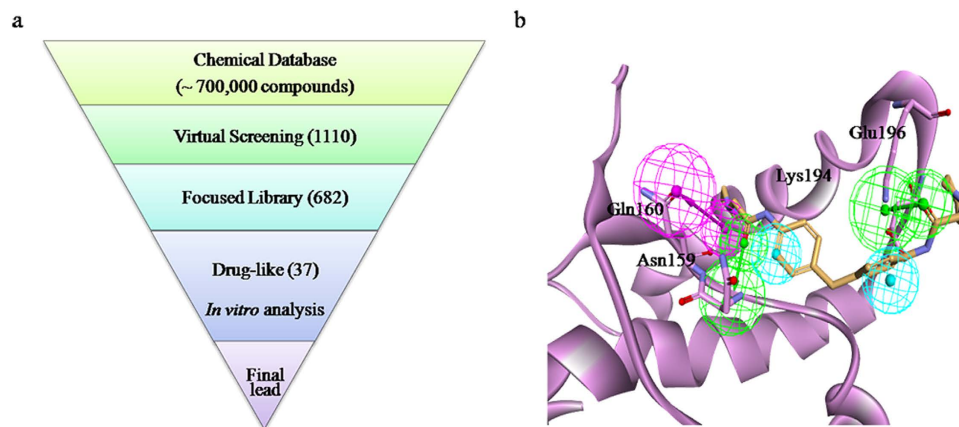 a
Chemical Database
(~ 700,000 compounds)
Virtual Screening (1110)
Focused Library (682)
Drug-like (37)
In vitro analysis
Final
lead
b
Glu196
Lys194
Gln160
Asn159